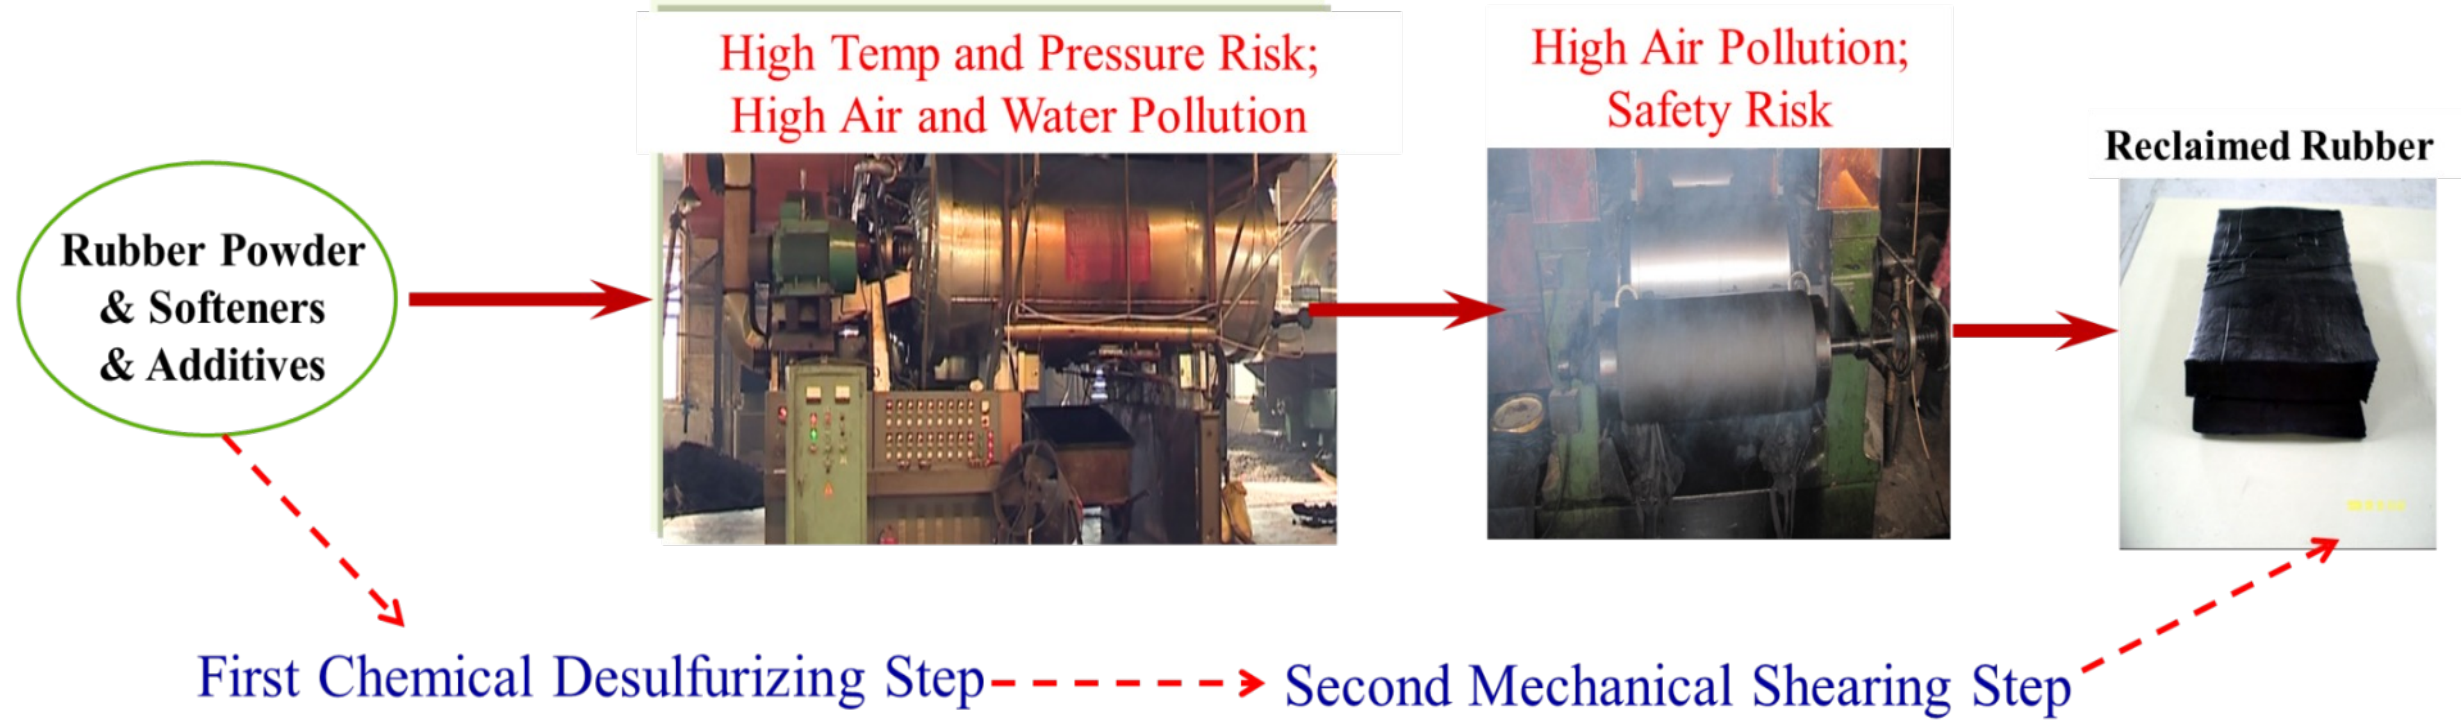 High Temp and Pressure Risk;
High Air and Water Pollution
High Air Pollution;
Safety Risk
Reclaimed Rubber
Rubber Powder
& Softeners
& Additives
First Chemical Desulfurizing Step
Second Mechanical Shearing Step